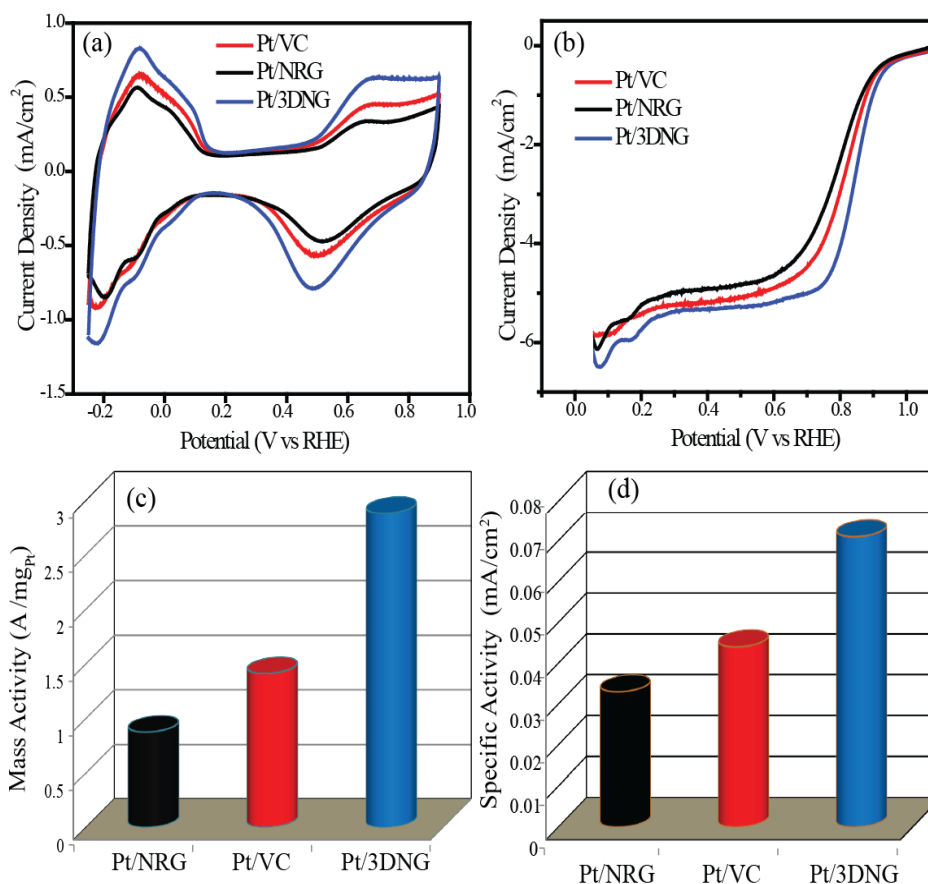 (a)
Pt/VC
Pt/NRG
Pt/3DNG
1.0
0.5
0.0
-0.5
-1.0
-1.5
Current Density (mA/cm²)
-0.2 0.0 0.2 0.4 0.6 0.8 1.0
Potential (V vs RHE)
(b)
Pt/VC
Pt/NRG
Pt/3DNG
0
-2
-4
-6
Current Density (mA/cm²)
0.0 0.2 0.4 0.6 0.8 1.0
Potential (V vs RHE)
(c)
3
2.5
2
1.5
1
0.5
0
Mass Activity (A /mgPt)
Pt/NRG Pt/VC Pt/3DNG
(d)
0.08
0.07
0.06
0.05
0.04
0.03
0.02
0.01
0
Specific Activity (mA/cm²)
Pt/NRG Pt/VC Pt/3DNG